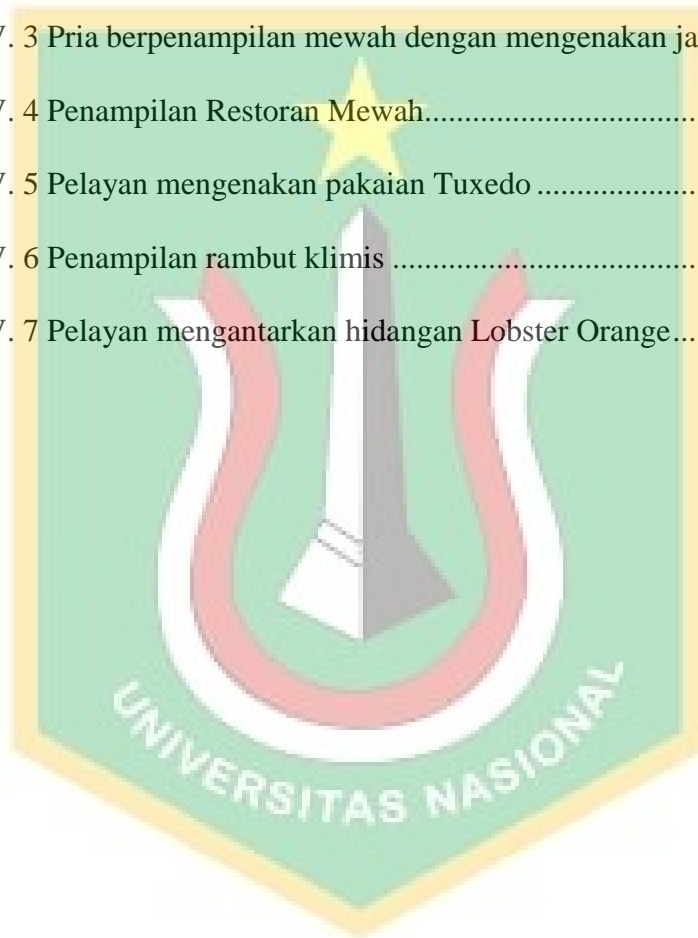 . 3 Pria berpenampilan mewah dengan mengenakan ja
. 4 Penampilan Restoran Mewah..................................
. 5 Pelayan mengenakan pakaian Tuxedo ....................
. 6 Penampilan rambut klimis ......................................
. 7 Pelayan mengantarkan hidangan Lobster Orange...
UNIVERSITAS NASIONAL